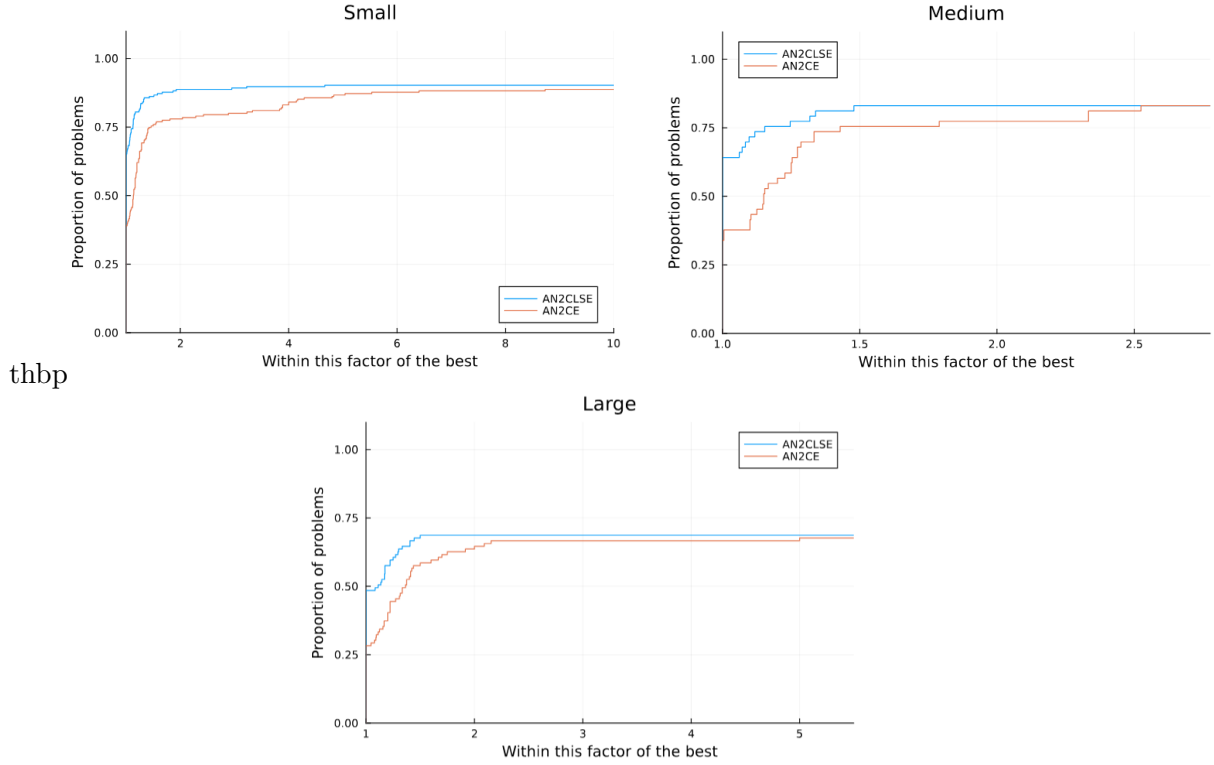 Small
Proportion of problems
1.00
0.75
0.50
0.25
0.00
AN2CLSE
AN2CE
2 4 6 8 10
Within this factor of the best
Medium
Proportion of problems
1.00
0.75
0.50
0.25
0.00
AN2CLSE
AN2CE
1.0 1.5 2.0 2.5
Within this factor of the best
thbp
Large
Proportion of problems
1.00
0.75
0.50
0.25
0.00
AN2CLSE
AN2CE
1 2 3 4 5
Within this factor of the best